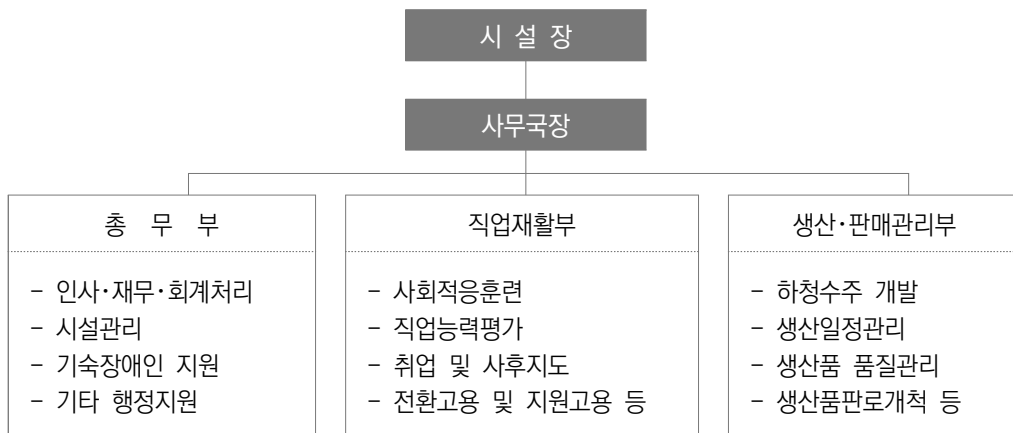 시 설 장
사무국장
총 무 부
- 인사·재무·회계처리
- 시설관리
- 기숙장애인 지원
- 기타 행정지원
직업재활부
- 사회적응훈련
- 직업능력평가
- 취업 및 사후지도
- 전환고용 및 지원고용 등
생산·판매관리부
- 하청수주 개발
- 생산일정관리
- 생산품 품질관리
- 생산품판로개척 등